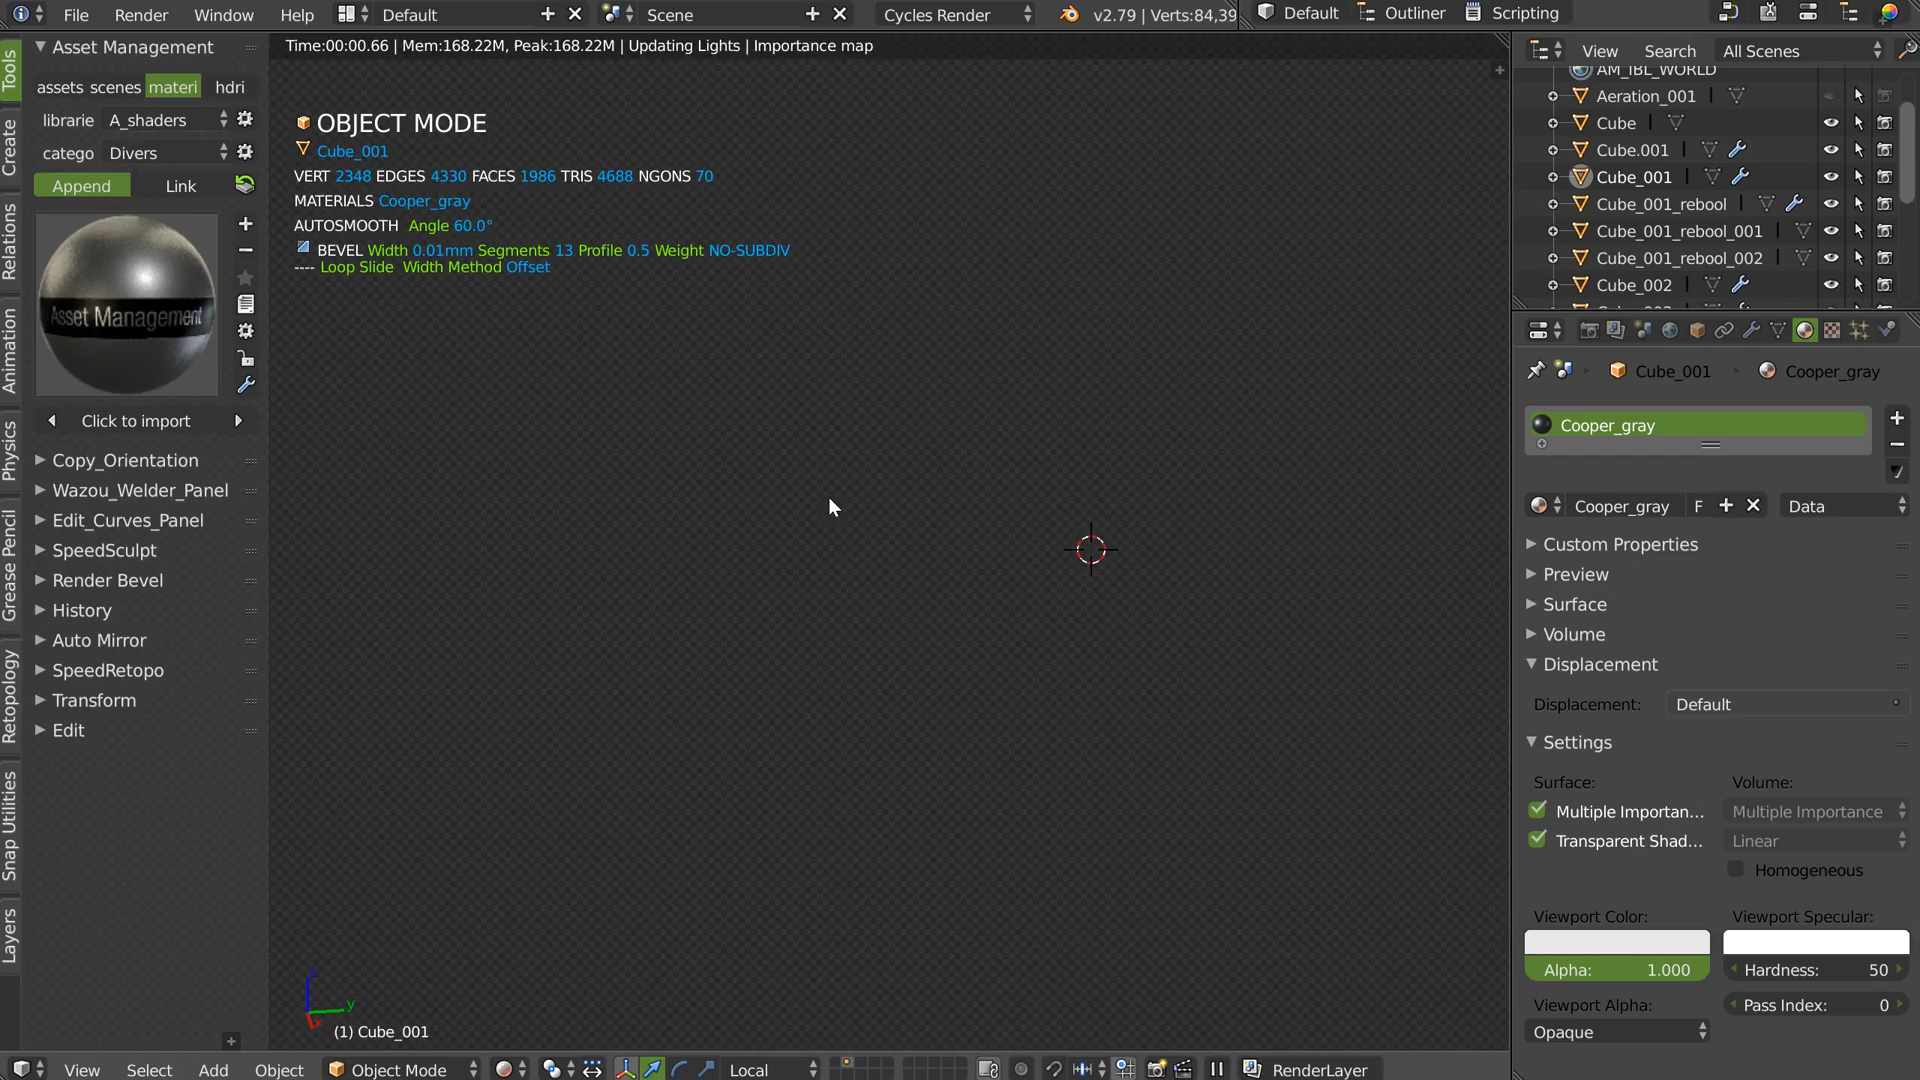 File Render Window Help Default Scene Cycles Render v2.79 | Verts:84,39 Default Outliner Scripting
Tools
Create
Relations
Animation
Physics
Grease Pencil
Retopology
Snap Utilities
Layers
Asset Management
assets scenes materi hdri
librarie A_shaders
catego Divers
Append Link
Asset Management
Click to import
Copy_Orientation
Wazou_Welder_Panel
Edit_Curves_Panel
SpeedSculpt
Render Bevel
History
Auto Mirror
SpeedRetopo
Transform
Edit
Time:00:00.66 | Mem:168.22M, Peak:168.22M | Updating Lights | Importance map
OBJECT MODE
Cube_001
VERT 2348 EDGES 4330 FACES 1986 TRIS 4688 NGONS 70
MATERIALS Cooper_gray
AUTOSMOOTH Angle 60.0°
BEVEL Width 0.01mm Segments 13 Profile 0.5 Weight NO-SUBDIV
---- Loop Slide Width Method Offset
z
y
x
(1) Cube_001
View Select Add Object Object Mode Local RenderLayer
View Search All Scenes
AM_IBL_WORLD
Aeration_001
Cube
Cube.001
Cube_001
Cube_001_rebool
Cube_001_rebool_001
Cube_001_rebool_002
Cube_002
Cube_001 Cooper_gray
Cooper_gray
Cooper_gray F Data
Custom Properties
Preview
Surface
Volume
Displacement
Displacement: Default
Settings
Surface: Volume:
Multiple Importan... Multiple Importance
Transparent Shad... Linear
Homogeneous
Viewport Color: Viewport Specular:
Alpha: 1.000 Hardness: 50
Viewport Alpha: Pass Index: 0
Opaque